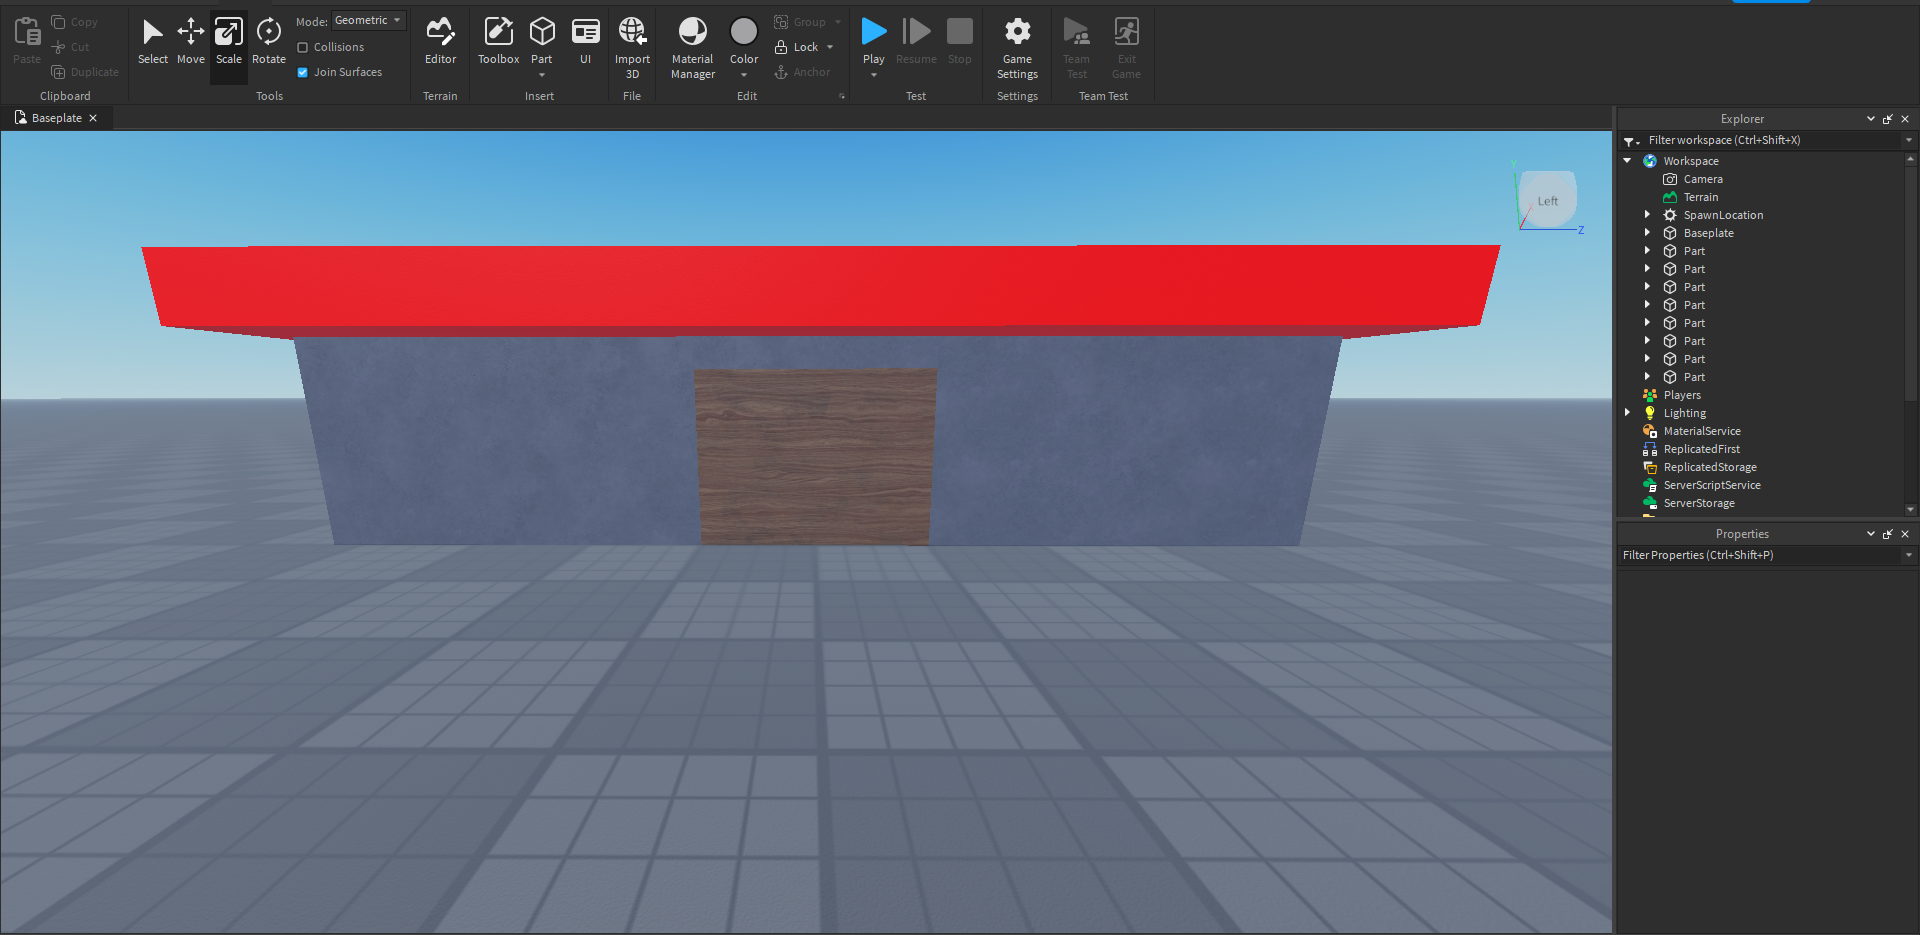 Paste
Copy
Cut
Duplicate
Clipboard
Select
Move
Scale
Rotate
Mode: Geometric
Collisions
Join Surfaces
Tools
Editor
Terrain
Toolbox
Part
UI
Insert
Import
3D
File
Material
Manager
Color
Group
Lock
Anchor
Edit
Play
Resume
Stop
Test
Game
Settings
Settings
Team
Test
Exit
Game
Team Test
Baseplate
Y
Left
Z
Explorer
Filter workspace (Ctrl+Shift+X)
Workspace
Camera
Terrain
SpawnLocation
Baseplate
Part
Part
Part
Part
Part
Part
Part
Part
Players
Lighting
MaterialService
ReplicatedFirst
ReplicatedStorage
ServerScriptService
ServerStorage
Properties
Filter Properties (Ctrl+Shift+P)